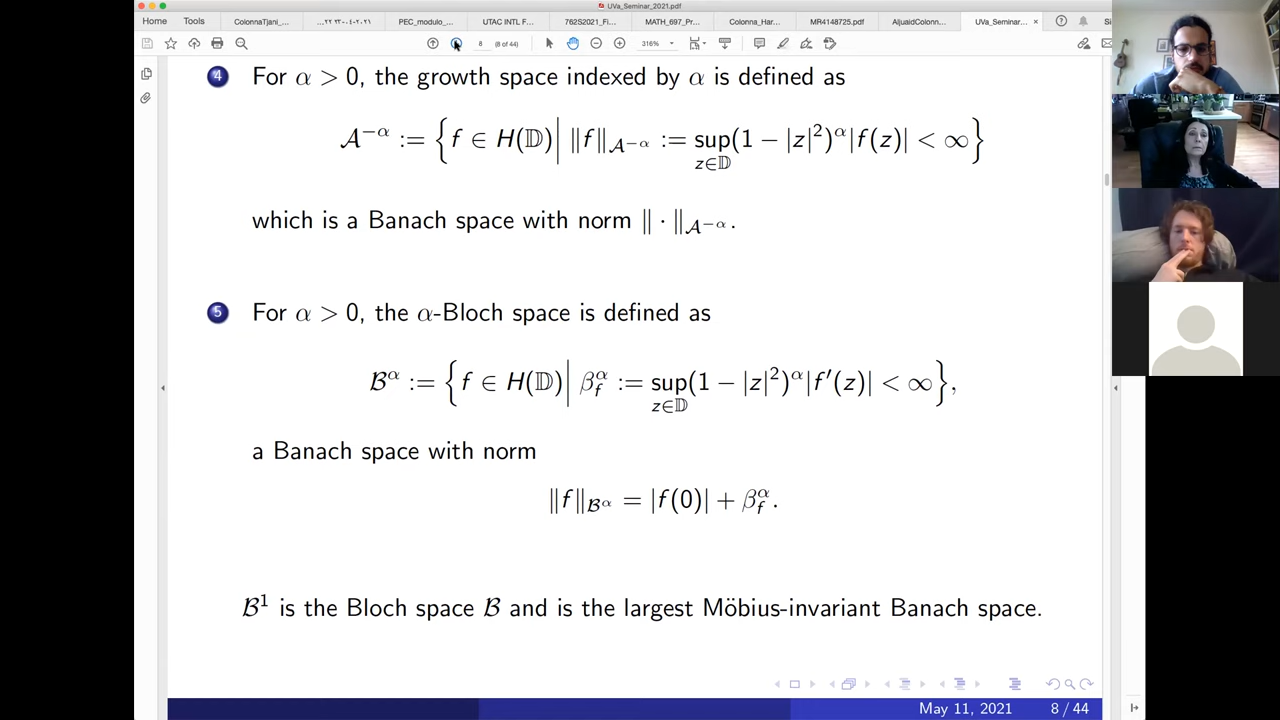 UVa_Seminar_2021.pdf
Home Tools ColonnaTjani_... PEC_modulo_... UTAC INTL F... 762S2021_Fi... MATH_697_Pr... Colonna_Har... MR4148725.pdf AljuaidColonn... UVa_Seminar... ×
8 (8 of 44) 316%
4 For α > 0, the growth space indexed by α is defined as
𝒜^{−α} := { f ∈ H(𝔻) | ‖f‖_{𝒜^{−α}} := sup_{z∈𝔻} (1 − |z|²)^α |f(z)| < ∞ }
which is a Banach space with norm ‖ · ‖_{𝒜^{−α}}.
5 For α > 0, the α-Bloch space is defined as
ℬ^α := { f ∈ H(𝔻) | β_f^α := sup_{z∈𝔻} (1 − |z|²)^α |f′(z)| < ∞ },
a Banach space with norm
‖f‖_{ℬ^α} = |f(0)| + β_f^α.
ℬ¹ is the Bloch space ℬ and is the largest Möbius-invariant Banach space.
May 11, 2021 8 / 44